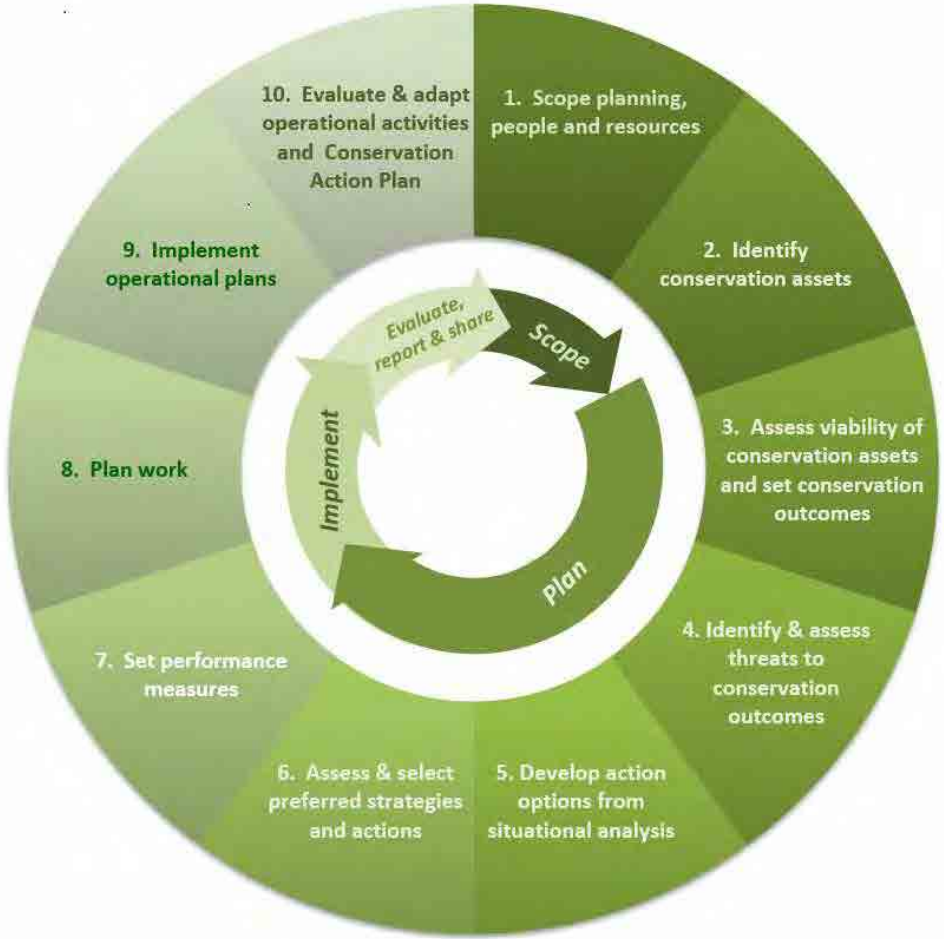 1. Scope planning,
people and resources
2. Identify
conservation assets
3. Assess viability of
conservation assets
and set conservation
outcomes
4. Identify & assess
threats to
conservation
outcomes
5. Develop action
options from
situational analysis
6. Assess & select
preferred strategies
and actions
7. Set performance
measures
8. Plan work
9. Implement
operational plans
10. Evaluate & adapt
operational activities
and Conservation
Action Plan
Scope
Plan
Implement
Evaluate,
report & share